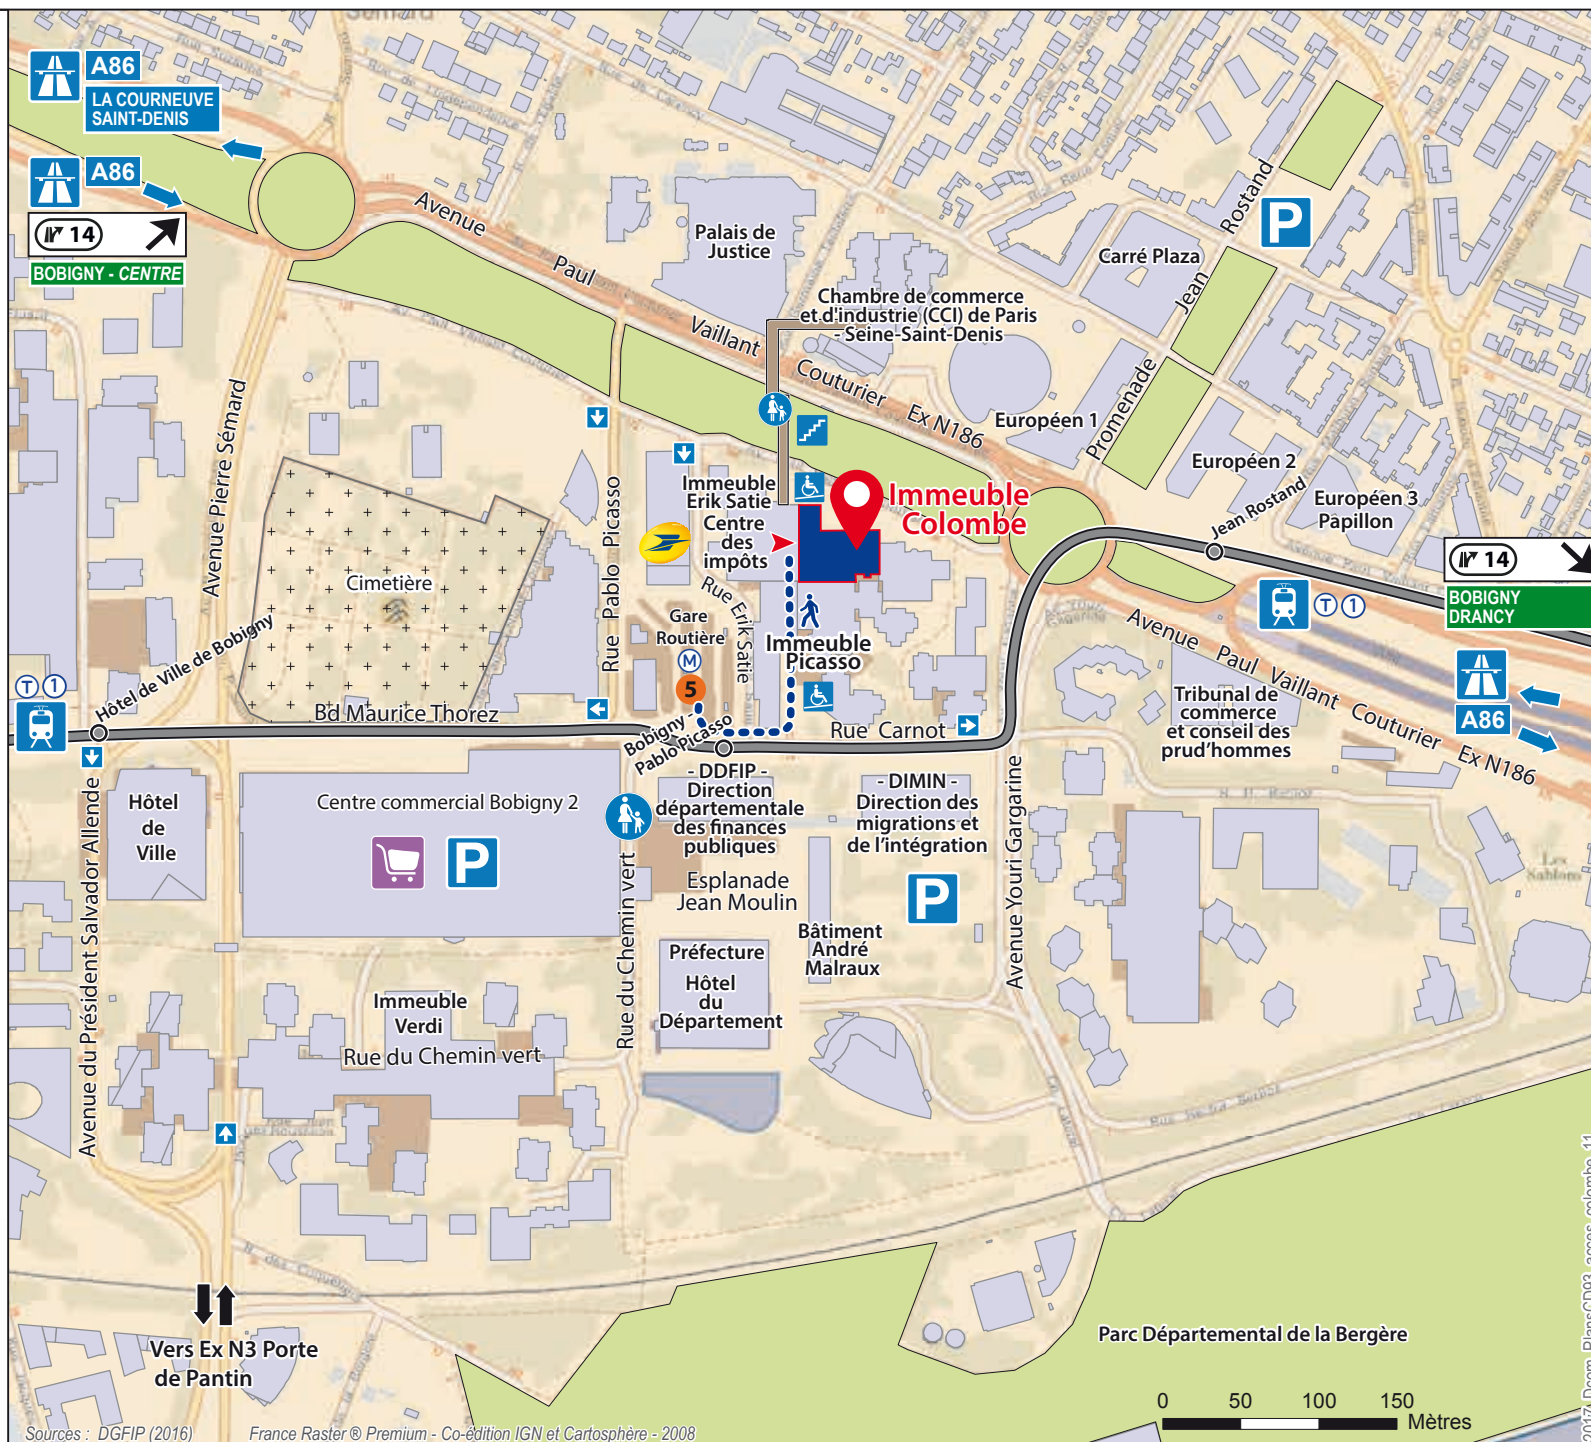 A86
LA COURNEUVE
SAINT-DENIS
A86
14
BOBIGNY - CENTRE
Avenue
Paul
Vaillant
Couturier
Ex N186
Palais de
Justice
Chambre de commerce
et d'industrie (CCI) de Paris
- Seine-Saint-Denis
Carré Plaza
Promenade
Jean
Rostand
P
Européen 1
Européen 2
Européen 3
Papillon
Jean Rostand
14
BOBIGNY
DRANCY
T 1
A86
Avenue Paul Vaillant Couturier Ex N186
Avenue Pierre Sémard
Cimetière
Rue Pablo Picasso
Immeuble
Erik Satie
Centre
des
impôts
Immeuble
Colombe
Rue Erik Satie
Gare
Routière
M
5
Immeuble
Picasso
T 1
Hôtel de Ville de Bobigny
Bd Maurice Thorez
Bobigny -
Pablo Picasso
Rue Carnot
Tribunal de
commerce
et conseil des
prud'hommes
Avenue du Président Salvador Allende
Hôtel
de
Ville
Centre commercial Bobigny 2
P
- DDFIP -
Direction
départementale
des finances
publiques
- DIMIN -
Direction des
migrations et
de l'intégration
P
Esplanade
Jean Moulin
Rue du Chemin vert
Avenue Youri Gargarine
Bâtiment
André
Malraux
Préfecture
Hôtel
du
Département
Immeuble
Verdi
Rue du Chemin vert
Vers Ex N3 Porte
de Pantin
Parc Départemental de la Bergère
0 50 100 150
Mètres
Sources : DGFIP (2016) France Raster ® Premium - Co-édition IGN et Cartosphère - 2008